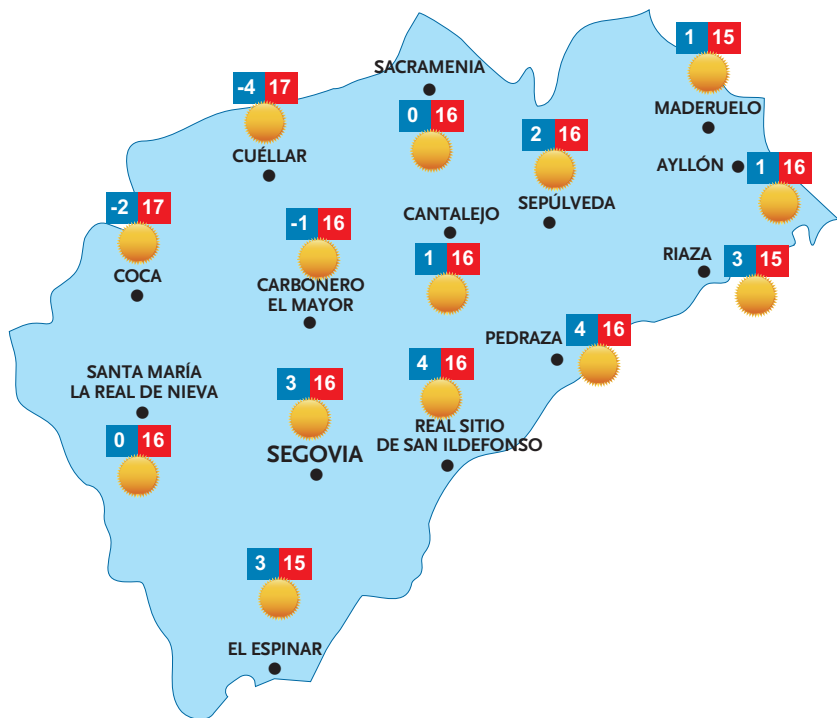 1 15
MADERUELO
SACRAMENIA
0 16
-4 17
CUÉLLAR
2 16
SEPÚLVEDA
AYLLÓN
1 16
-2 17
COCA
-1 16
CARBONERO
EL MAYOR
CANTALEJO
1 16
RIAZA
3 15
PEDRAZA
4 16
SANTA MARÍA
LA REAL DE NIEVA
0 16
3 16
SEGOVIA
4 16
REAL SITIO
DE SAN ILDEFONSO
3 15
EL ESPINAR